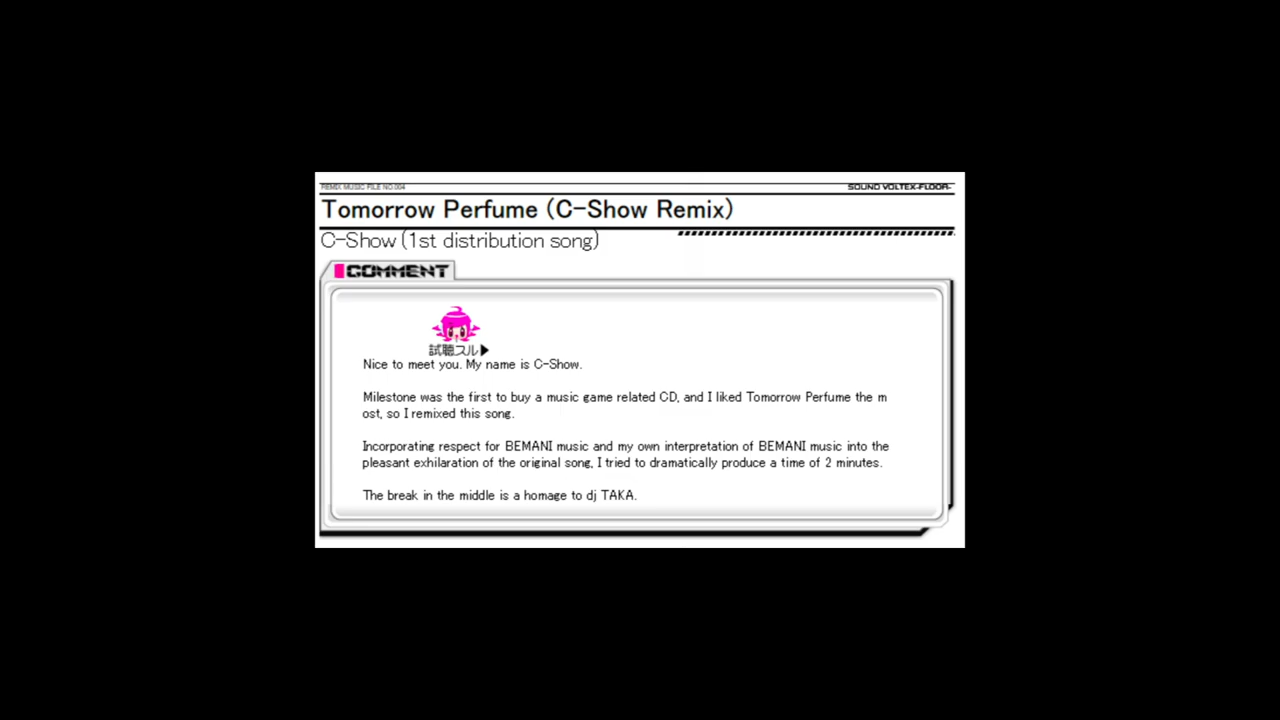 REMIX MUSIC FILE NO.004
SOUND VOLTEX-FLOOR-
Tomorrow Perfume (C-Show Remix)
C-Show (1st distribution song)
COMMENT
試聴スル▶
Nice to meet you. My name is C-Show.
Milestone was the first to buy a music game related CD, and I liked Tomorrow Perfume the m
ost, so I remixed this song.
Incorporating respect for BEMANI music and my own interpretation of BEMANI music into the
pleasant exhilaration of the original song, I tried to dramatically produce a time of 2 minutes.
The break in the middle is a homage to dj TAKA.